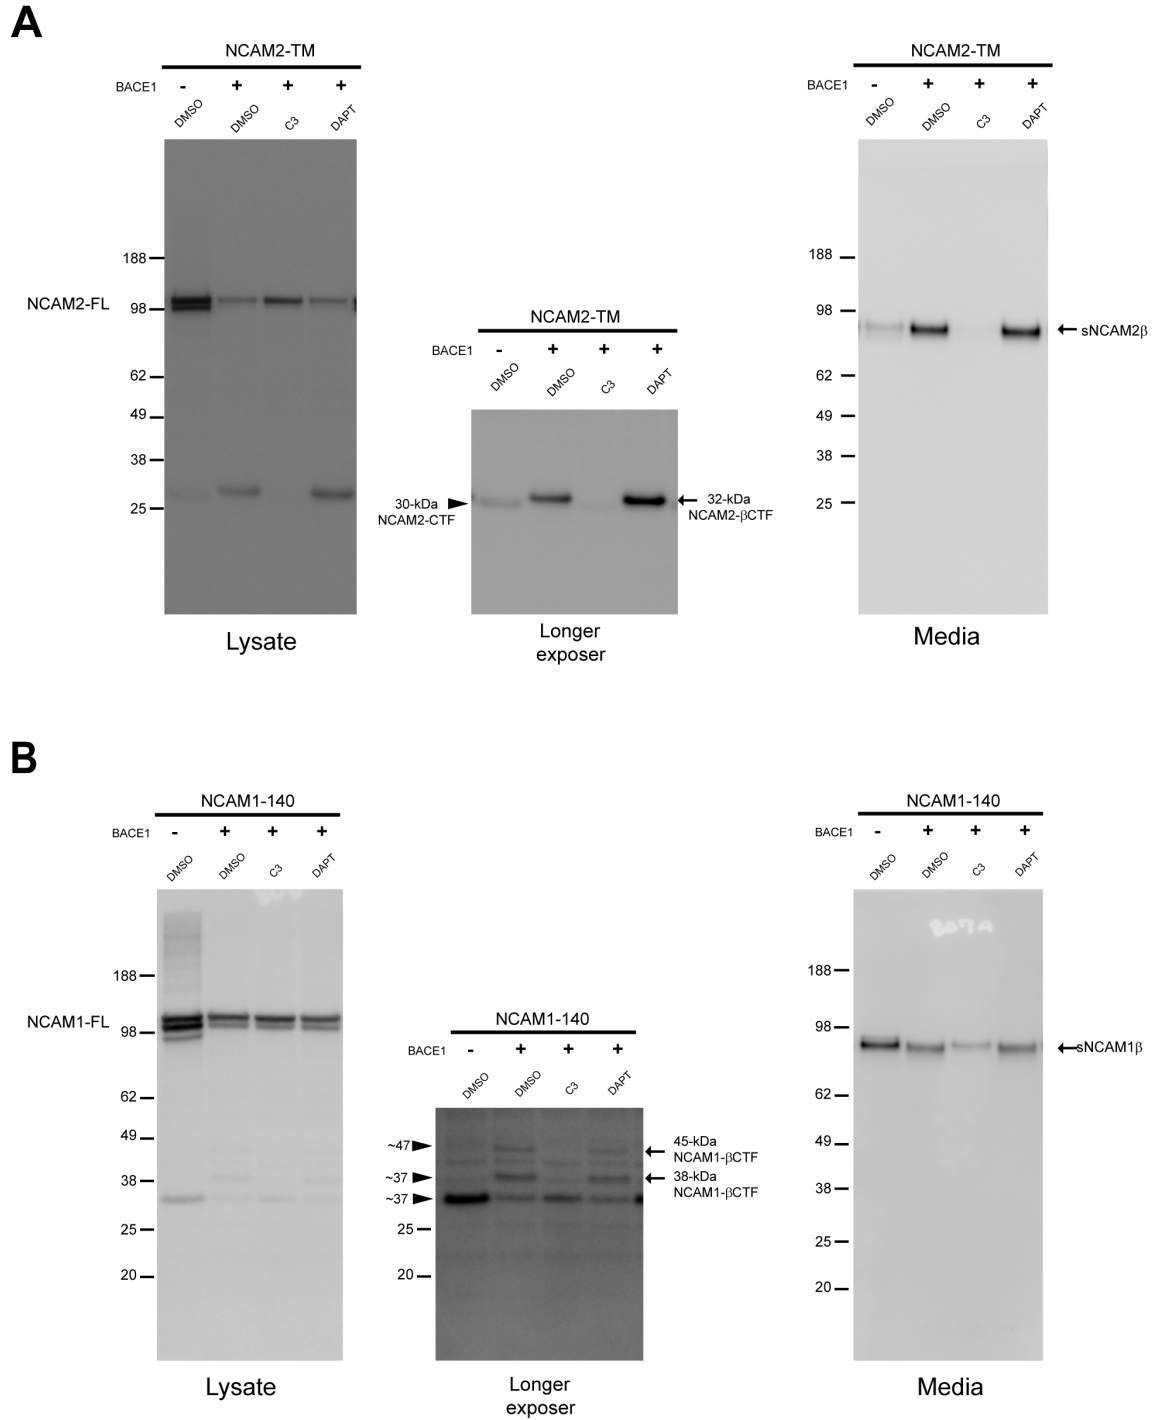 A
NCAM2-TM
BACE1 - + + +
DMSO DMSO C3 DAPT
188
98
62
49
38
25
NCAM2-FL
Lysate
NCAM2-TM
BACE1 - + + +
DMSO DMSO C3 DAPT
30-kDa
NCAM2-CTF
32-kDa
NCAM2-βCTF
Longer
exposer
NCAM2-TM
BACE1 - + + +
DMSO DMSO C3 DAPT
188
98
62
49
38
25
sNCAM2β
Media
B
NCAM1-140
BACE1 - + + +
DMSO DMSO C3 DAPT
188
98
62
49
38
25
20
NCAM1-FL
Lysate
NCAM1-140
BACE1 - + + +
DMSO DMSO C3 DAPT
~47
~37
~37
25
20
45-kDa
NCAM1-βCTF
38-kDa
NCAM1-βCTF
Longer
exposer
NCAM1-140
BACE1 - + + +
DMSO DMSO C3 DAPT
807A
188
98
62
49
38
25
20
sNCAM1β
Media